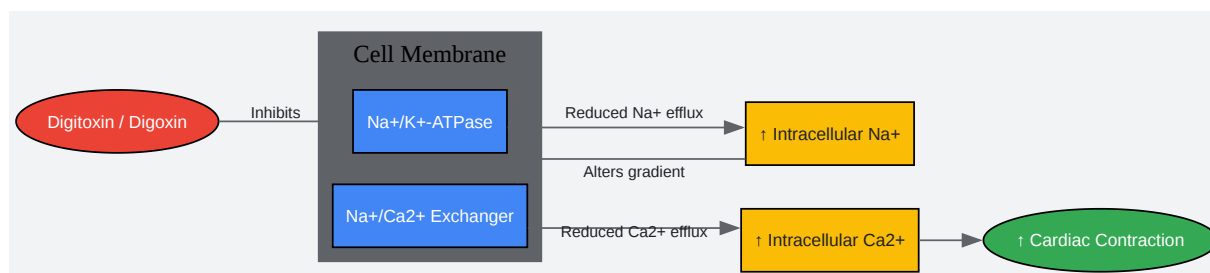 Cell Membrane
Digitoxin / Digoxin
Inhibits
Na+/K+-ATPase
Reduced Na+ efflux
↑ Intracellular Na+
Alters gradient
Na+/Ca2+ Exchanger
Reduced Ca2+ efflux
↑ Intracellular Ca2+
↑ Cardiac Contraction